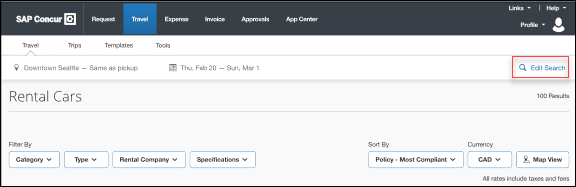 Links Help
SAP Concur C Request Travel Expense Invoice Approvals App Center Profile
Travel Trips Templates Tools
Downtown Seattle — Same as pickup Thu, Feb 20 — Sun, Mar 1 Edit Search
Rental Cars 100 Results
Filter By Sort By Currency
Category Type Rental Company Specifications Policy - Most Compliant CAD Map View
All rates include taxes and fees